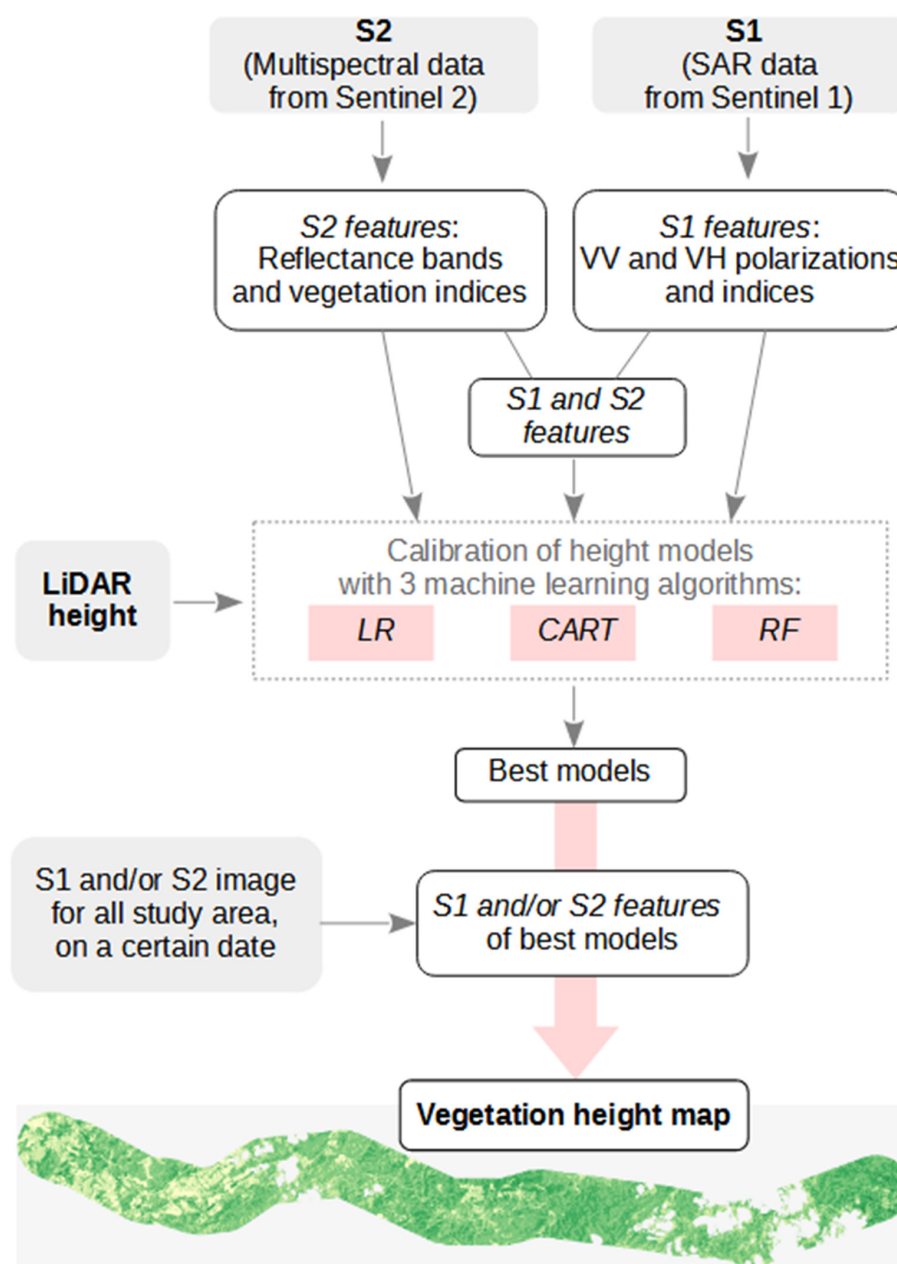 S2
(Multispectral data
from Sentinel 2)
S1
(SAR data
from Sentinel 1)
S2 features:
Reflectance bands
and vegetation indices
S1 features:
VV and VH polarizations
and indices
S1 and S2
features
LiDAR
height
Calibration of height models
with 3 machine learning algorithms:
LR
CART
RF
Best models
S1 and/or S2 image
for all study area,
on a certain date
S1 and/or S2 features
of best models
Vegetation height map